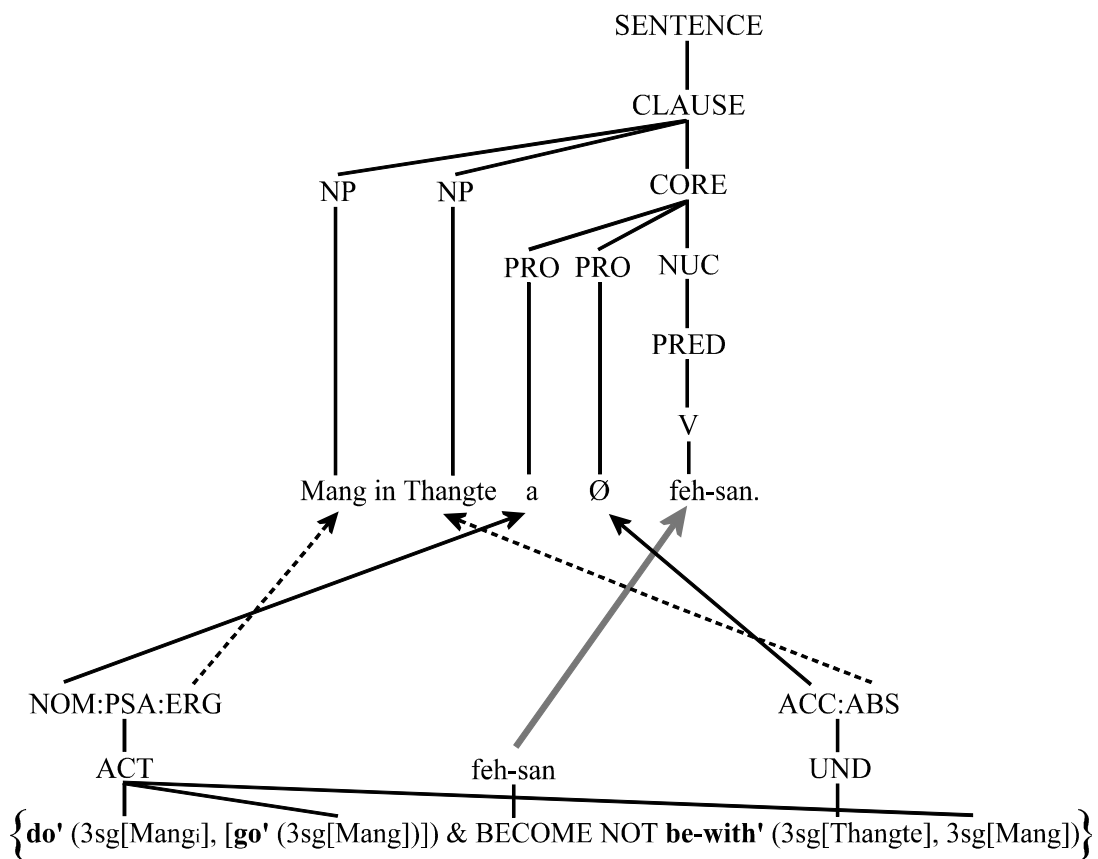 SENTENCE
CLAUSE
NP NP CORE
PRO PRO NUC
PRED
V
Mang in Thangte a Ø feh-san.
NOM:PSA:ERG ACC:ABS
ACT feh-san UND
{do' (3sg[Mangi], [go' (3sg[Mang])]) & BECOME NOT be-with' (3sg[Thangte], 3sg[Mang])}